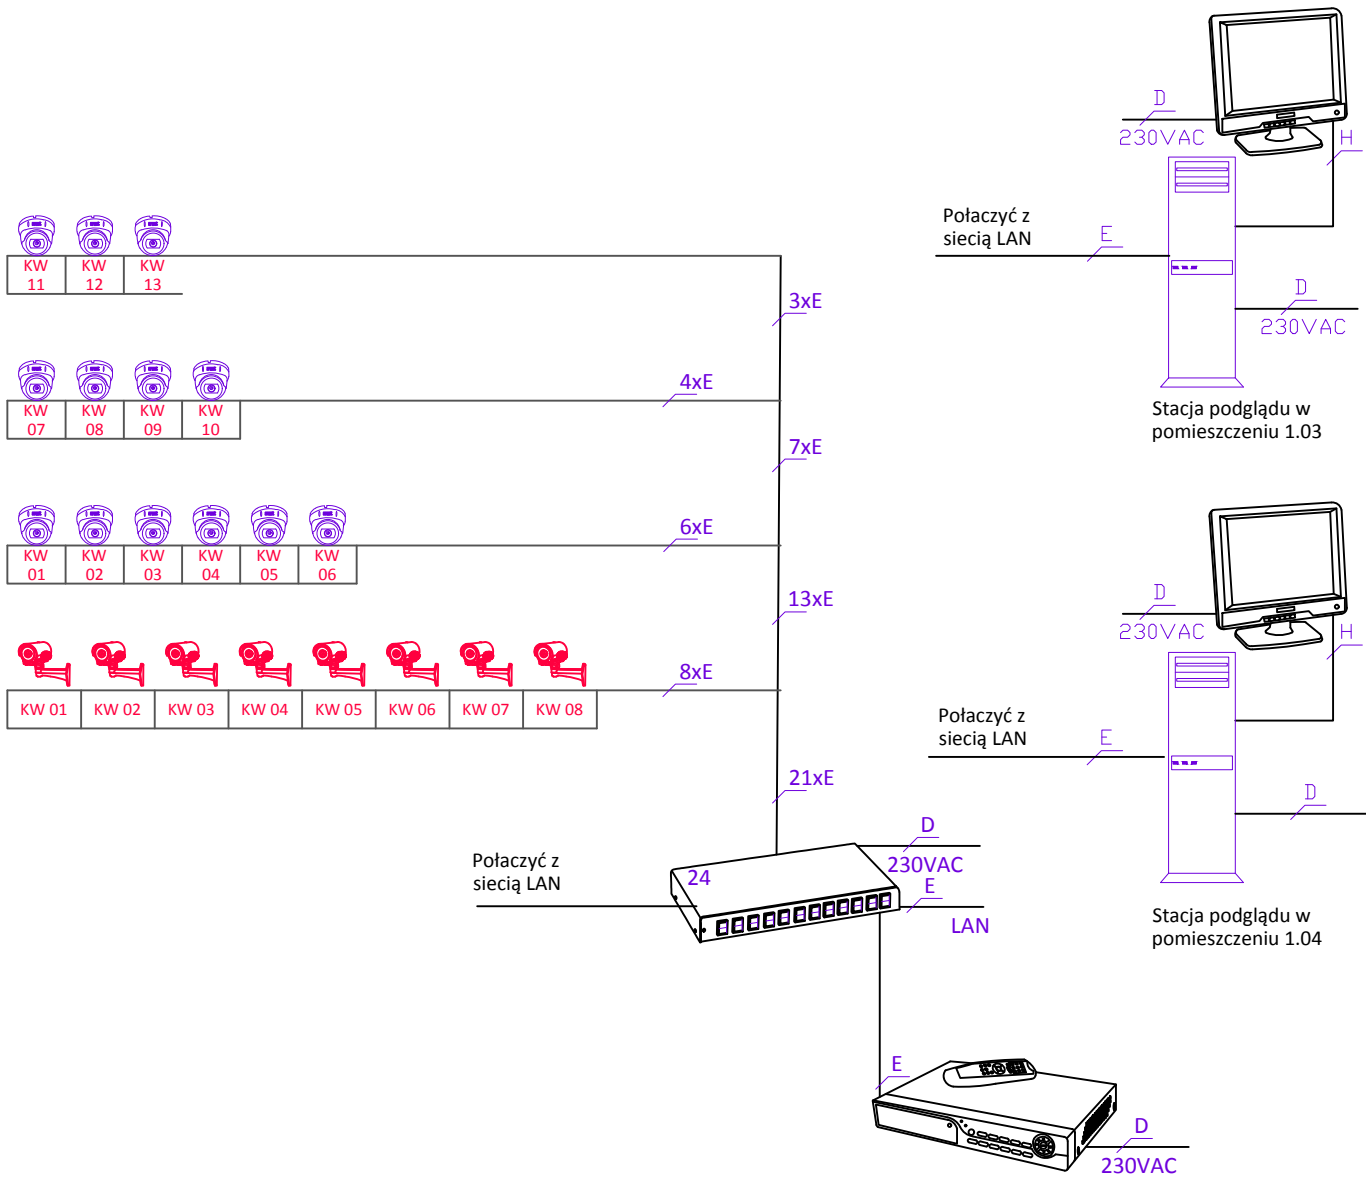 D
230VAC
H
Połaczyć z
siecią LAN
E
D
230VAC
Stacja podglądu w
pomieszczeniu 1.03
KW 11
KW 12
KW 13
3xE
KW 07
KW 08
KW 09
KW 10
4xE
7xE
KW 01
KW 02
KW 03
KW 04
KW 05
KW 06
6xE
13xE
KW 01
KW 02
KW 03
KW 04
KW 05
KW 06
KW 07
KW 08
8xE
21xE
D
230VAC
H
Połaczyć z
siecią LAN
E
D
Stacja podglądu w
pomieszczeniu 1.04
Połaczyć z
siecią LAN
24
D
230VAC
E
LAN
E
D
230VAC